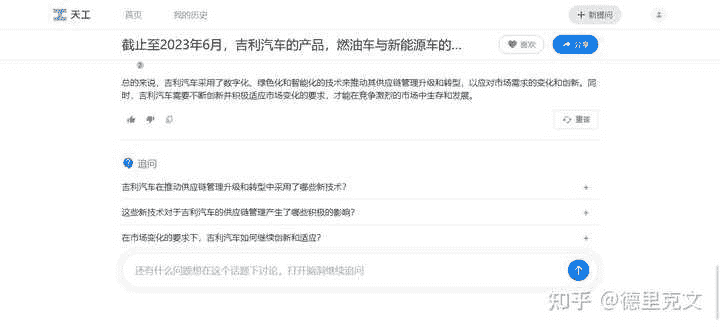 天工
首页
我的历史
+ 新提问
截止至2023年6月，吉利汽车的产品，燃油车与新能源车的...
喜欢
分享
总的来说，吉利汽车采用了数字化、绿色化和智能化的技术来推动其供应链管理升级和转型，以应对市场需求的变化和创新。同
时，吉利汽车需要不断创新并积极适应市场变化的要求，才能在竞争激烈的市场中生存和发展。
重答
追问
吉利汽车在推动供应链管理升级和转型中采用了哪些新技术？
+
这些新技术对于吉利汽车的供应链管理产生了哪些积极的影响？
+
在市场变化的要求下，吉利汽车如何继续创新和适应？
+
还有什么问题想在这个话题下讨论，打开脑洞继续追问
知乎 @德里克文